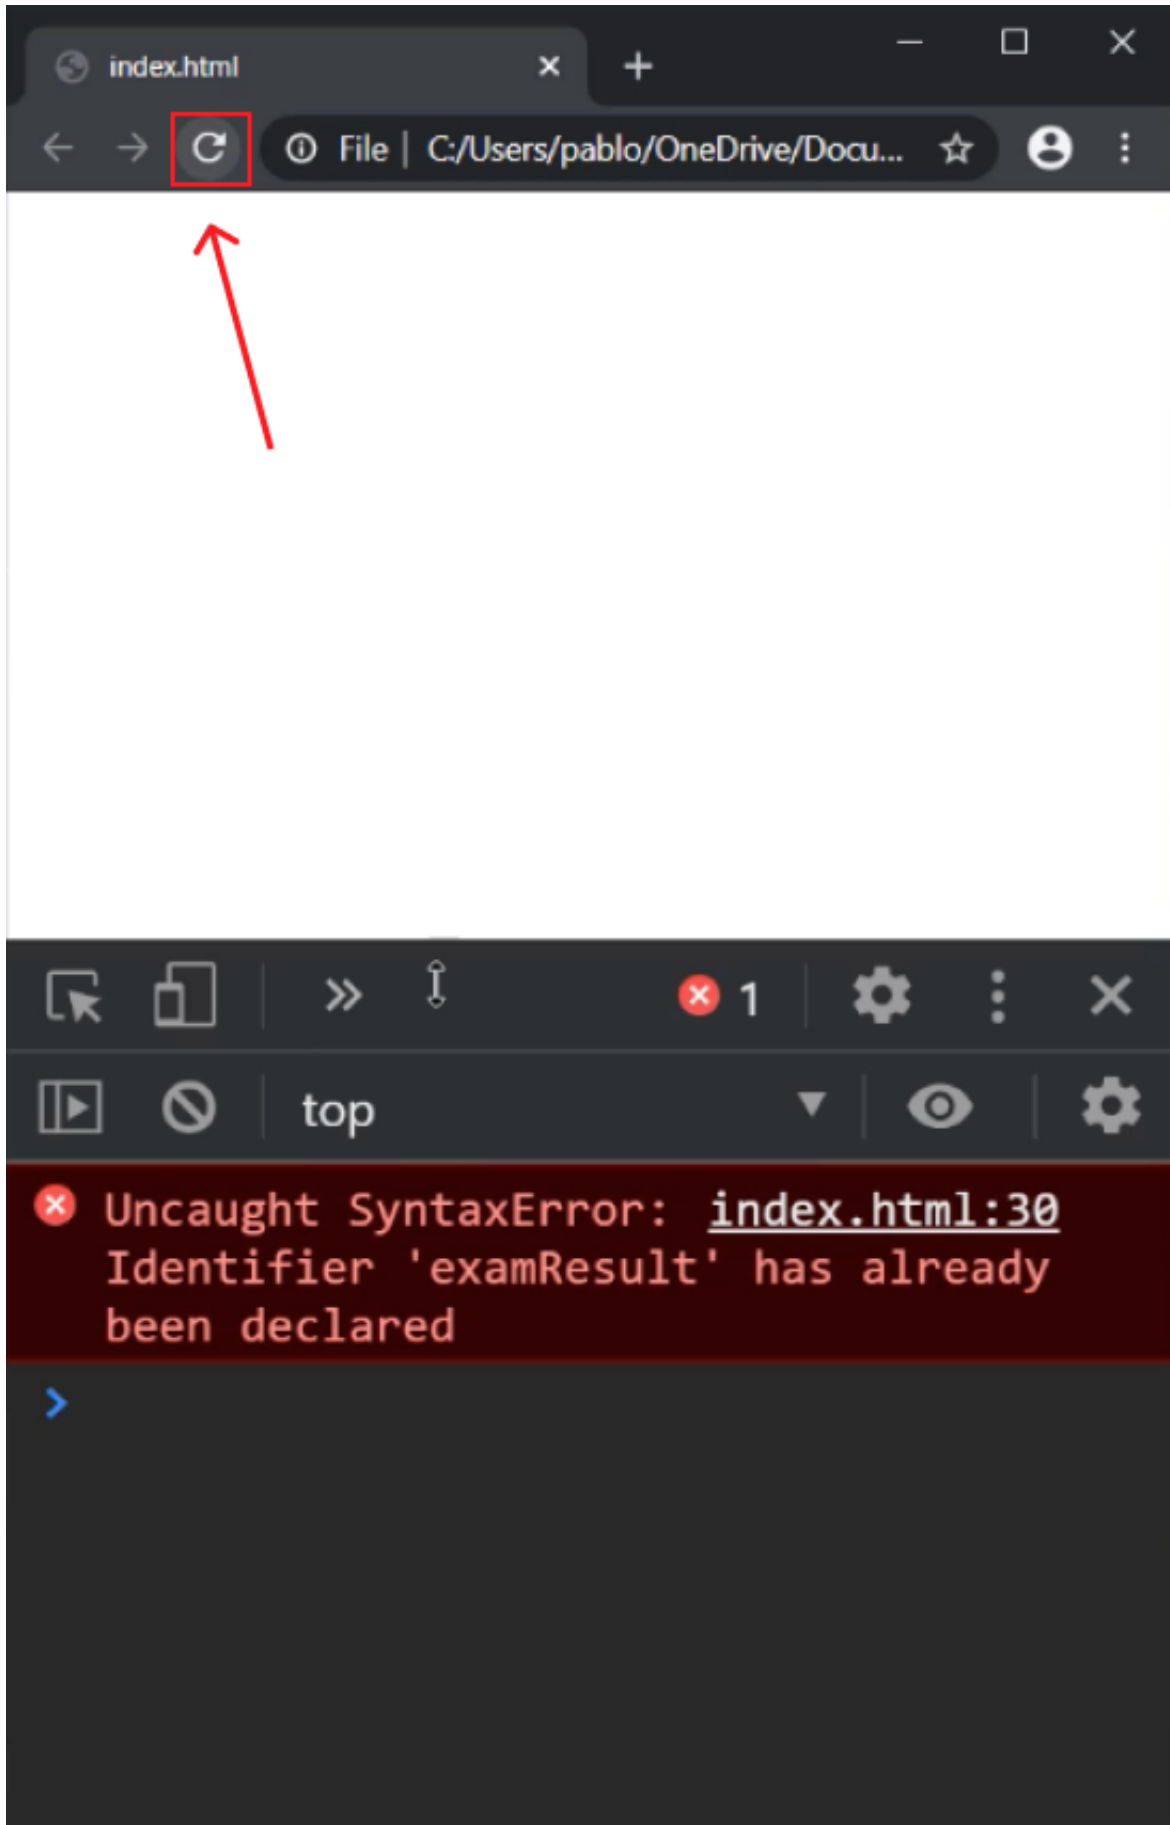 index.html
File | C:/Users/pablo/OneDrive/Docu...
1
top
Uncaught SyntaxError: index.html:30
Identifier 'examResult' has already
been declared